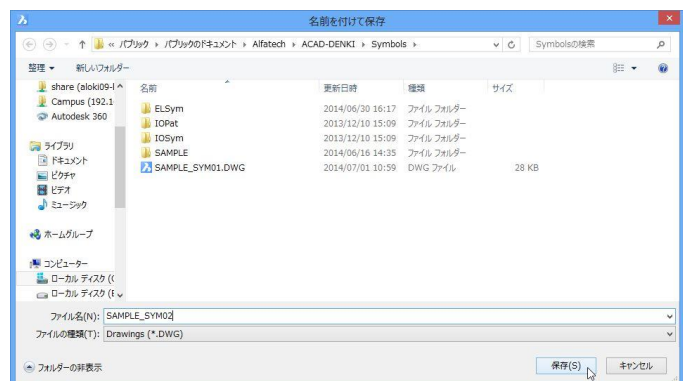 名前を付けて保存
« パブリック ▸ パブリックのドキュメント ▸ Alfatech ▸ ACAD-DENKI ▸ Symbols ▸
Symbolsの検索
整理 ▼ 新しいフォルダー
share (aloki09-l
Campus (192.1
Autodesk 360
ライブラリ
ドキュメント
ピクチャ
ビデオ
ミュージック
ホームグループ
コンピューター
ローカル ディスク (C
ローカル ディスク (E
名前 更新日時 種類 サイズ
ELSym 2014/06/30 16:17 ファイル フォルダー
IOPat 2013/12/10 15:09 ファイル フォルダー
IOSym 2013/12/10 15:09 ファイル フォルダー
SAMPLE 2014/06/16 14:35 ファイル フォルダー
SAMPLE_SYM01.DWG 2014/07/01 10:59 DWG ファイル 28 KB
ファイル名(N): SAMPLE_SYM02
ファイルの種類(T): Drawings (*.DWG)
フォルダーの非表示
保存(S) キャンセル